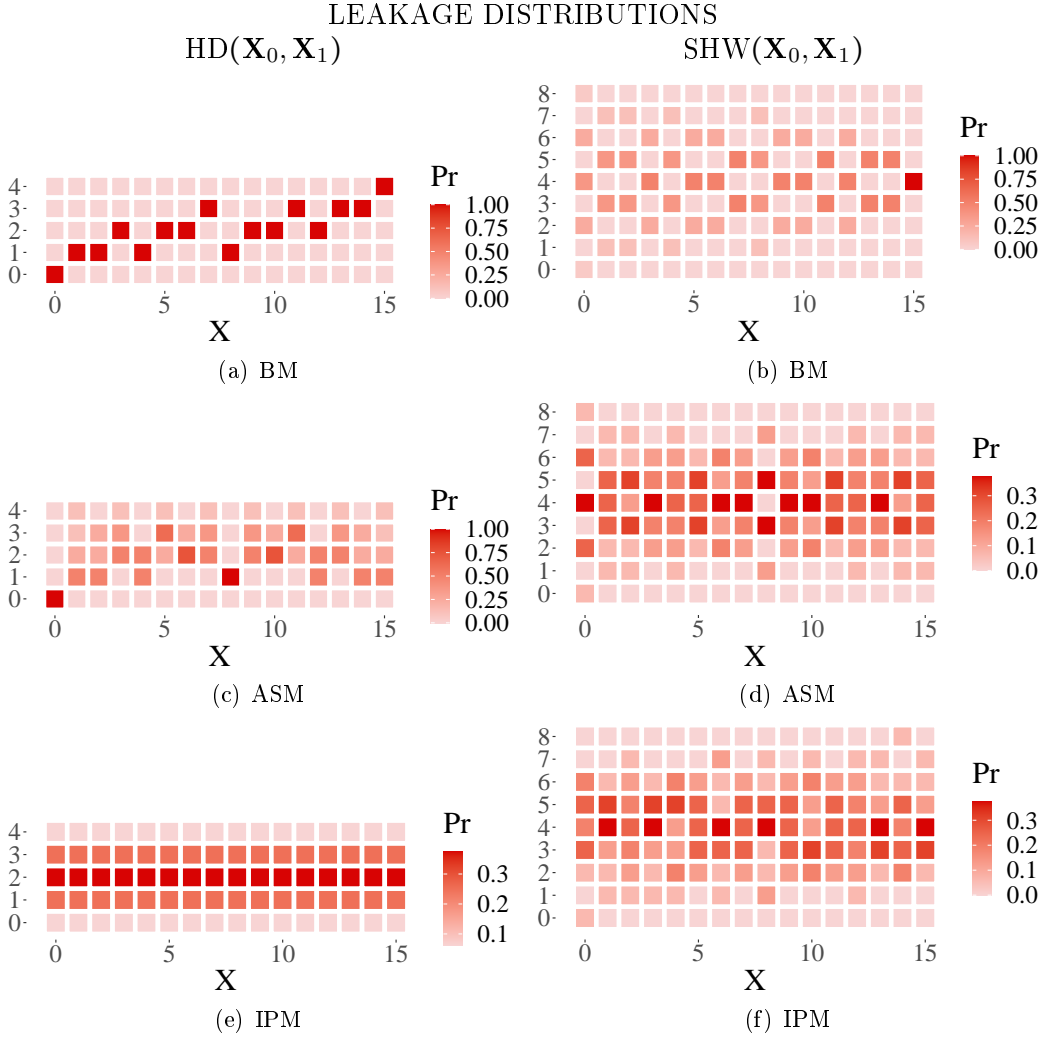 LEAKAGE DISTRIBUTIONS
HD(X₀, X₁)
SHW(X₀, X₁)
4
3
2
1
0
0 5 10 15
X
Pr
1.00
0.75
0.50
0.25
0.00
(a) BM
8
7
6
5
4
3
2
1
0
0 5 10 15
X
Pr
1.00
0.75
0.50
0.25
0.00
(b) BM
4
3
2
1
0
0 5 10 15
X
Pr
1.00
0.75
0.50
0.25
0.00
(c) ASM
8
7
6
5
4
3
2
1
0
0 5 10 15
X
Pr
0.3
0.2
0.1
0.0
(d) ASM
4
3
2
1
0
0 5 10 15
X
Pr
0.3
0.2
0.1
(e) IPM
8
7
6
5
4
3
2
1
0
0 5 10 15
X
Pr
0.3
0.2
0.1
0.0
(f) IPM